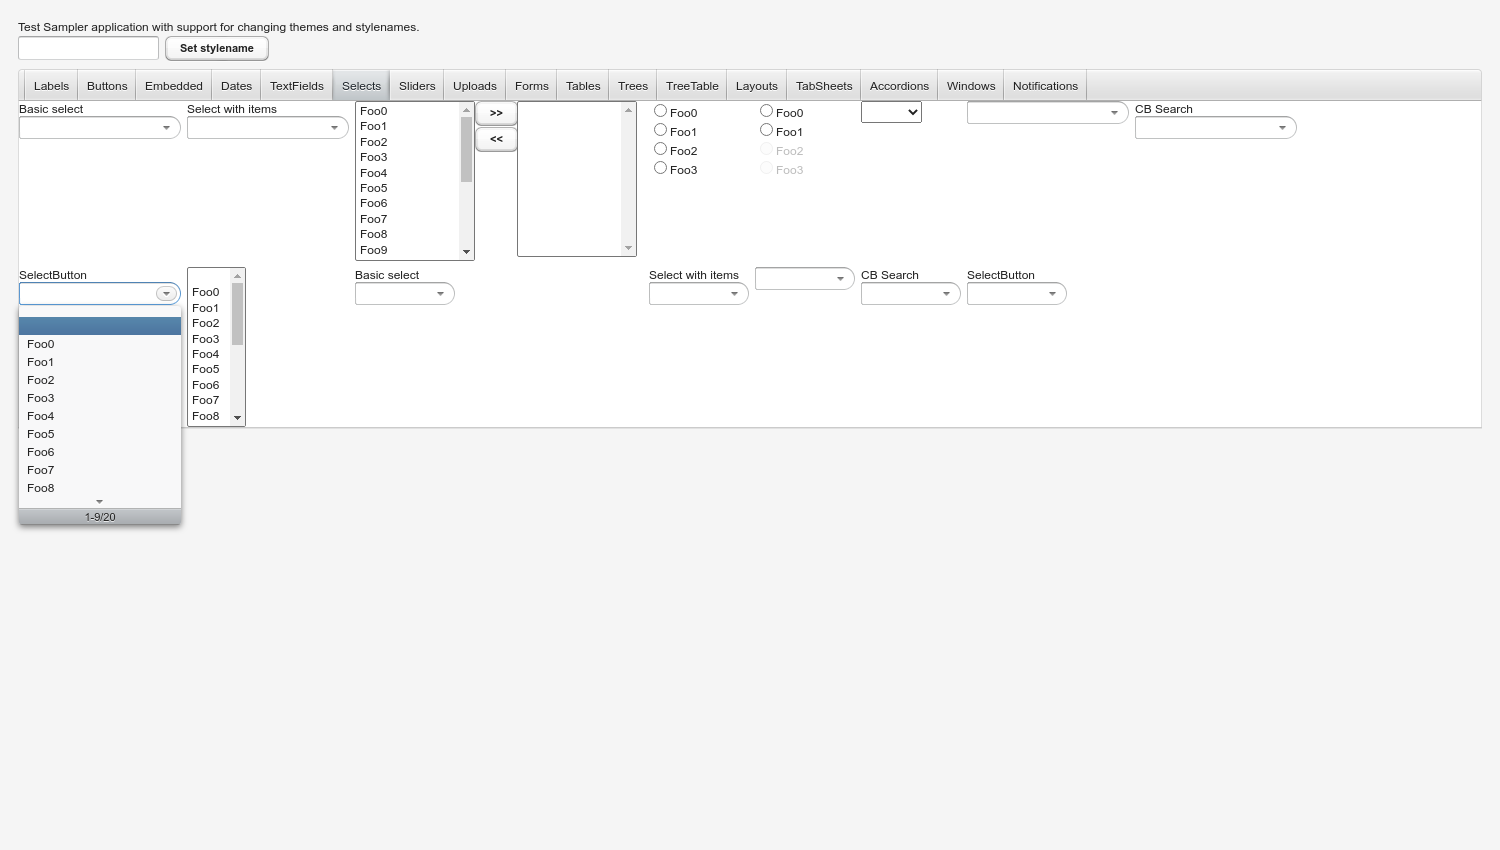 Test Sampler application with support for changing themes and stylenames.
Set stylename
Labels Buttons Embedded Dates TextFields Selects Sliders Uploads Forms Tables Trees TreeTable Layouts TabSheets Accordions Windows Notifications
Basic select
Select with items
Foo0
Foo1
Foo2
Foo3
Foo4
Foo5
Foo6
Foo7
Foo8
Foo9
>>
<<
Foo0
Foo1
Foo2
Foo3
Foo0
Foo1
Foo2
Foo3
CB Search
SelectButton
Foo0
Foo1
Foo2
Foo3
Foo4
Foo5
Foo6
Foo7
Foo8
1-9/20
Foo0
Foo1
Foo2
Foo3
Foo4
Foo5
Foo6
Foo7
Foo8
Basic select
Select with items
CB Search
SelectButton